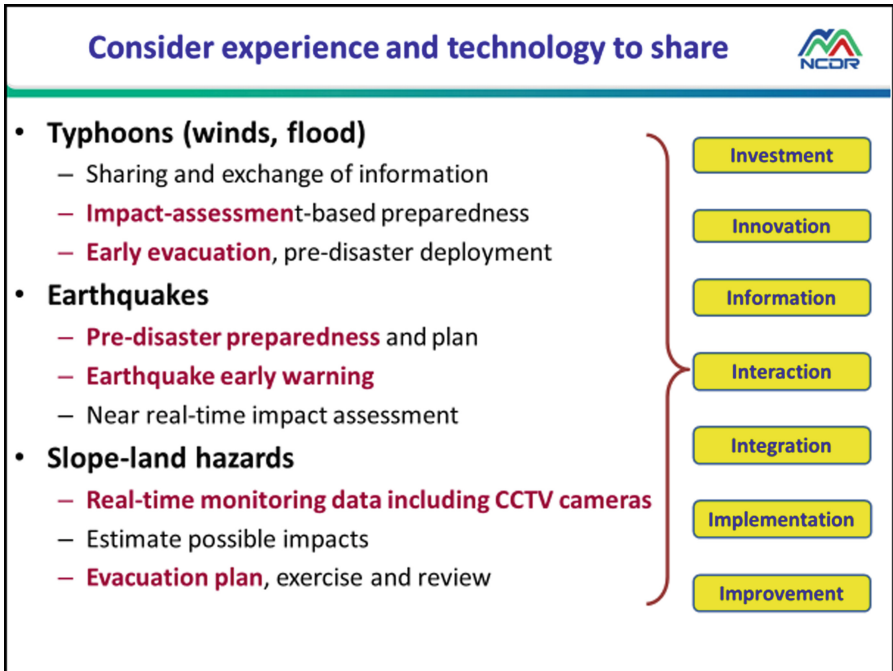 Consider experience and technology to share
NCDR
• Typhoons (winds, flood)
– Sharing and exchange of information
– Impact-assessment-based preparedness
– Early evacuation, pre-disaster deployment
• Earthquakes
– Pre-disaster preparedness and plan
– Earthquake early warning
– Near real-time impact assessment
• Slope-land hazards
– Real-time monitoring data including CCTV cameras
– Estimate possible impacts
– Evacuation plan, exercise and review
Investment
Innovation
Information
Interaction
Integration
Implementation
Improvement